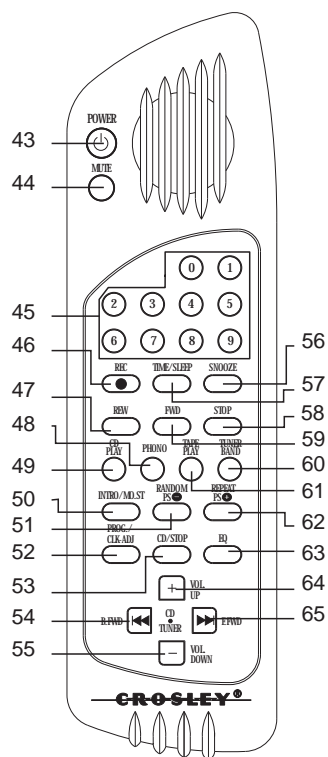 POWER
43
MUTE
44
0 1
45
2 3 4 5
6 7 8 9
46
REC TIME/SLEEP SNOOZE
56
57
47
REW FWD STOP
58
48
59
CD PLAY PHONO TAPE PLAY TUNER BAND
49
60
61
50
INTRO/MO.ST RANDOM PS REPEAT PS
51
62
PROG./ CLK-ADJ CD/STOP EQ
52
63
53
+ VOL. UP
64
54
B.FWD CD TUNER F.FWD
65
55
− VOL DOWN
CROSLEY®